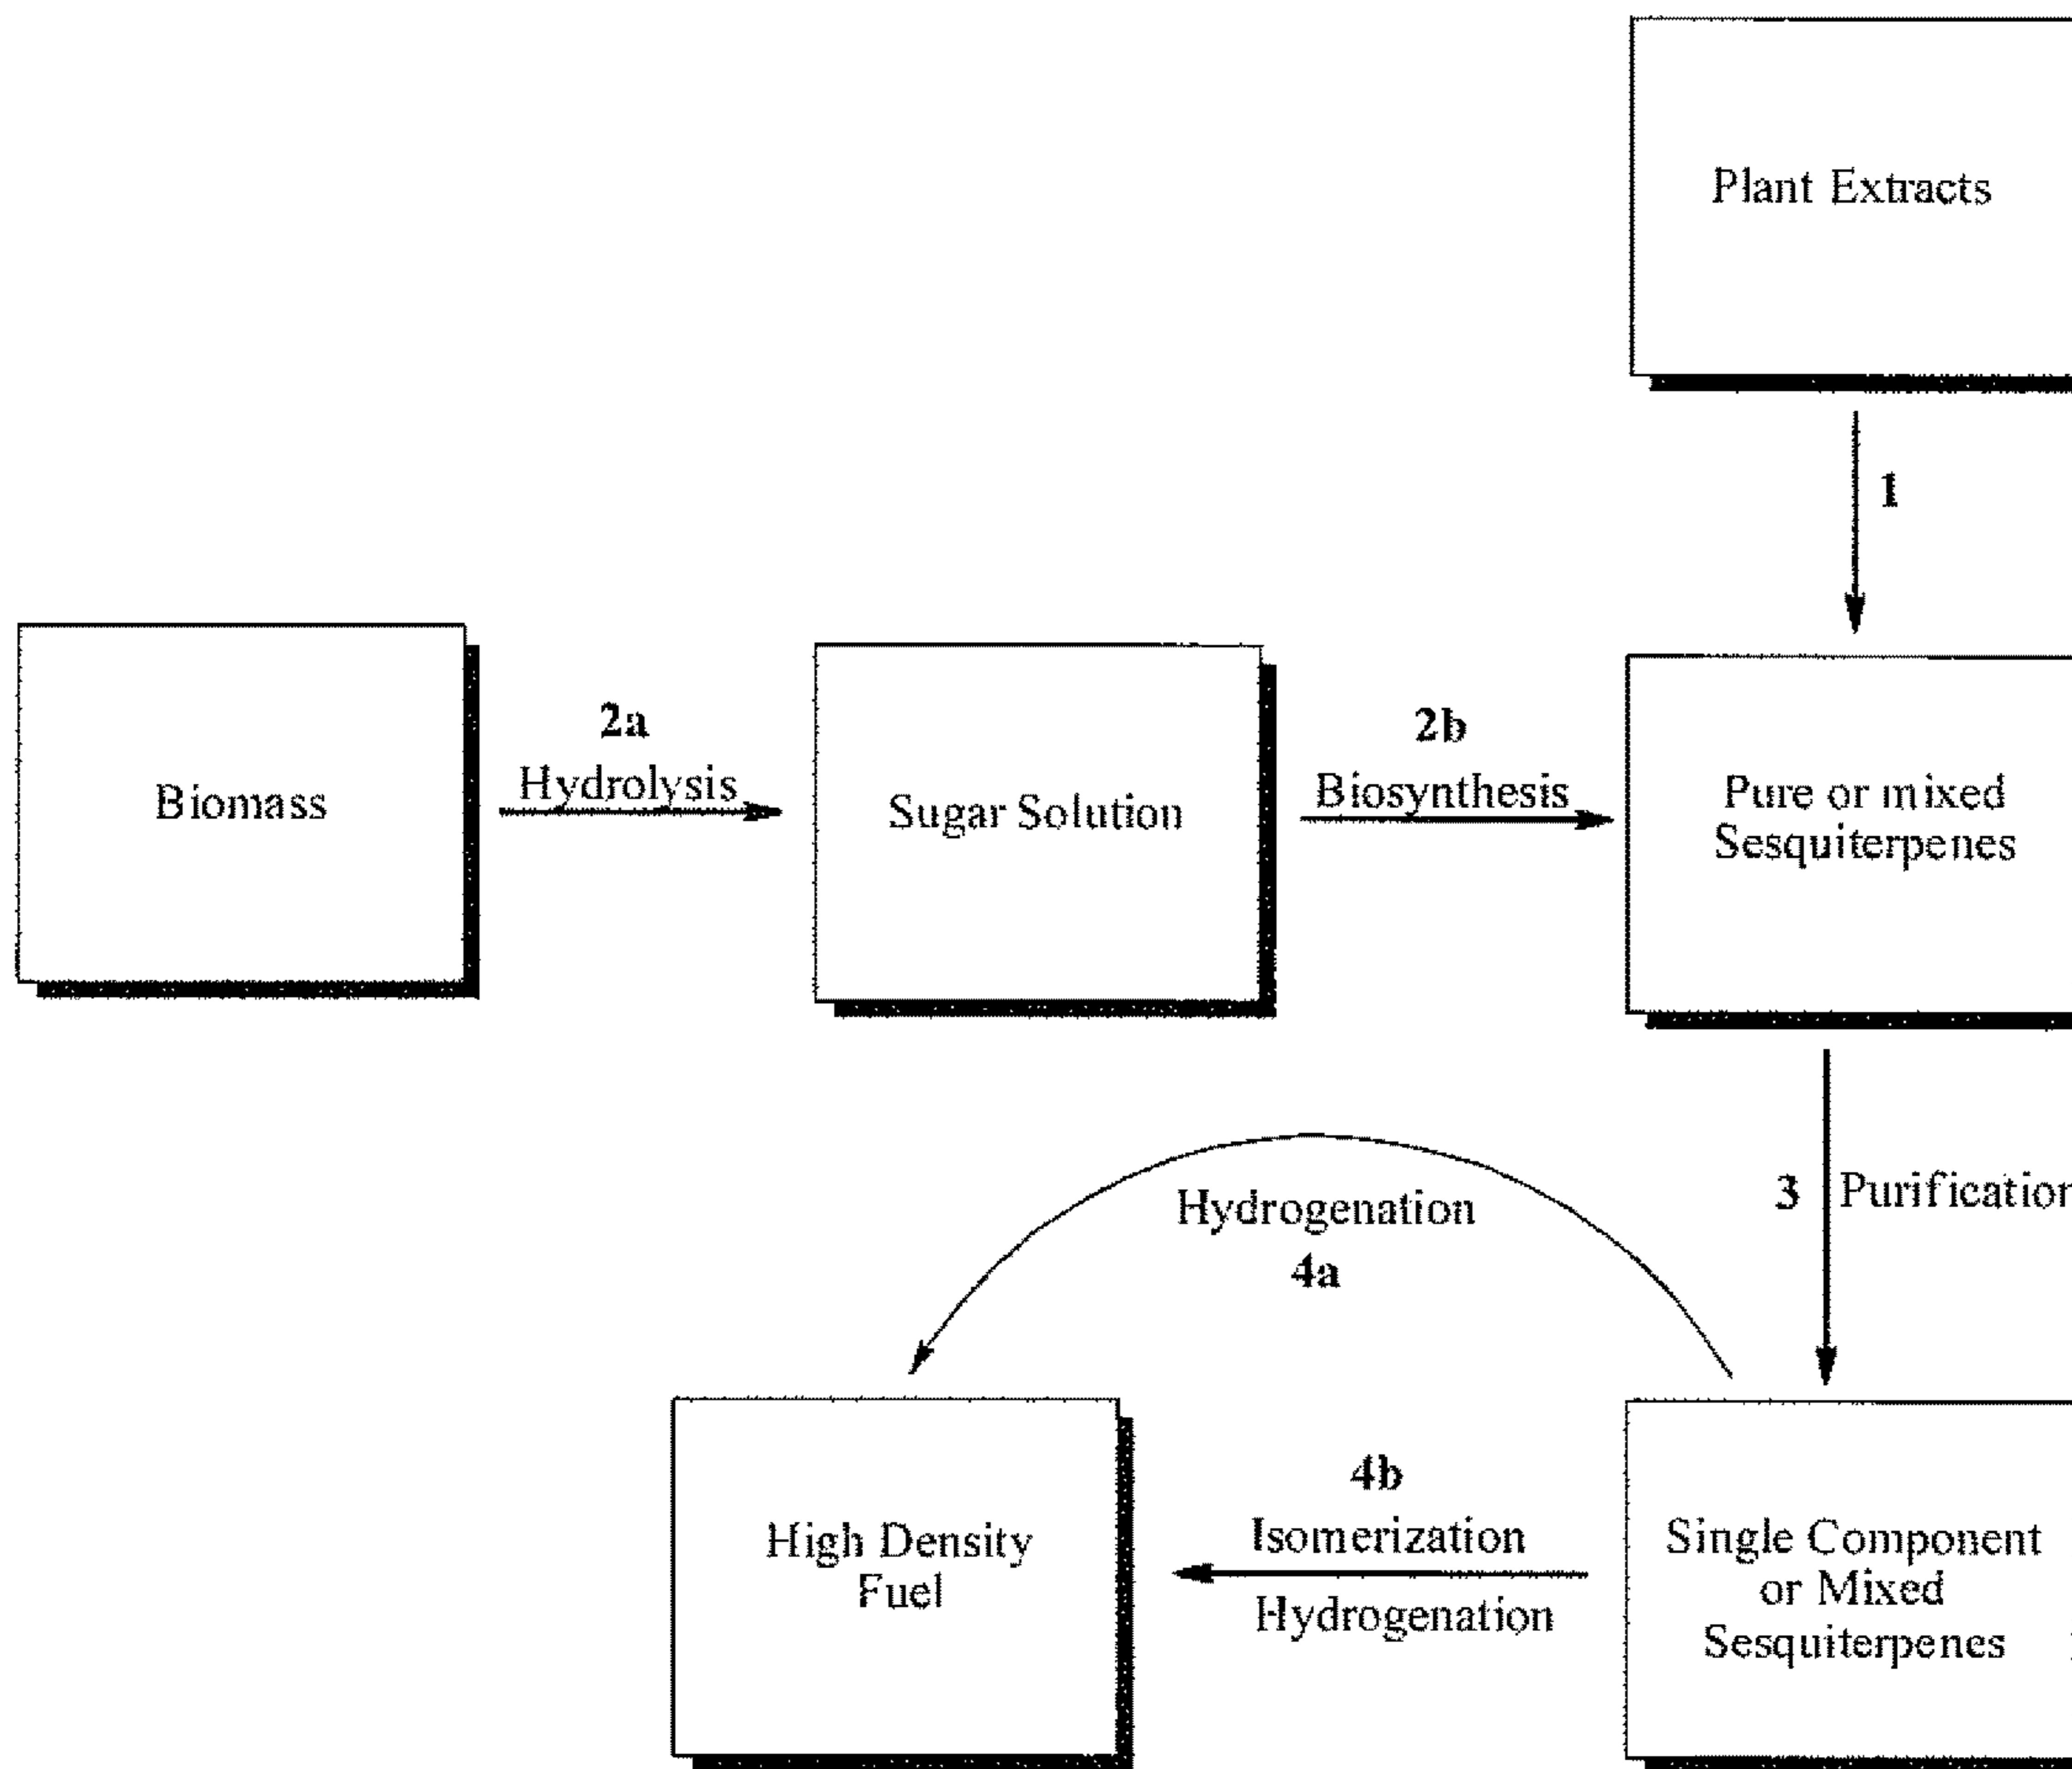 Plant Extracts
1
2a
Hydrolysis
2b
Biosynthesis
Biomass
Sugar Solution
Pure or mixed
Sesquiterpenes
Hydrogenation
4a
3
Purification
High Density
Fuel
4b
Isomerization
Hydrogenation
Single Component
or Mixed
Sesquiterpenes